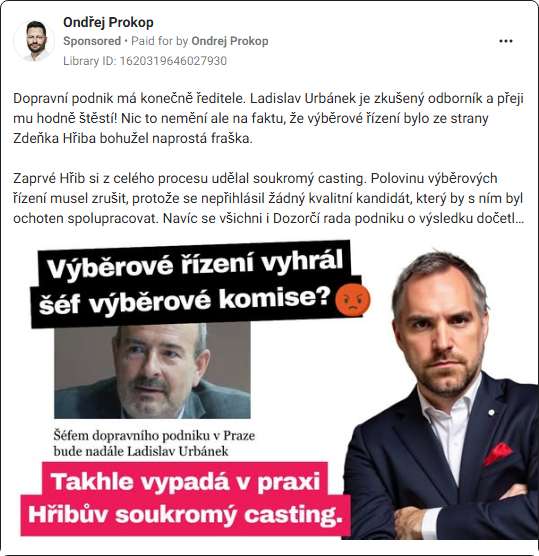 Ondřej Prokop
Sponsored • Paid for by Ondrej Prokop
Library ID: 1620319646027930
Dopravní podnik má konečně ředitele. Ladislav Urbánek je zkušený odborník a přeji
mu hodně štěstí! Nic to nemění ale na faktu, že výběrové řízení bylo ze strany
Zdeňka Hřiba bohužel naprostá fraška.
Zaprvé Hřib si z celého procesu udělal soukromý casting. Polovinu výběrových
řízení musel zrušit, protože se nepřihlásil žádný kvalitní kandidát, který by s ním byl
ochoten spolupracovat. Navíc se všichni i Dozorčí rada podniku o výsledku dočetl...
Výběrové řízení vyhrál
šéf výběrové komise?
Šéfem dopravního podniku v Praze
bude nadále Ladislav Urbánek
Takhle vypadá v praxi
Hřibův soukromý casting.